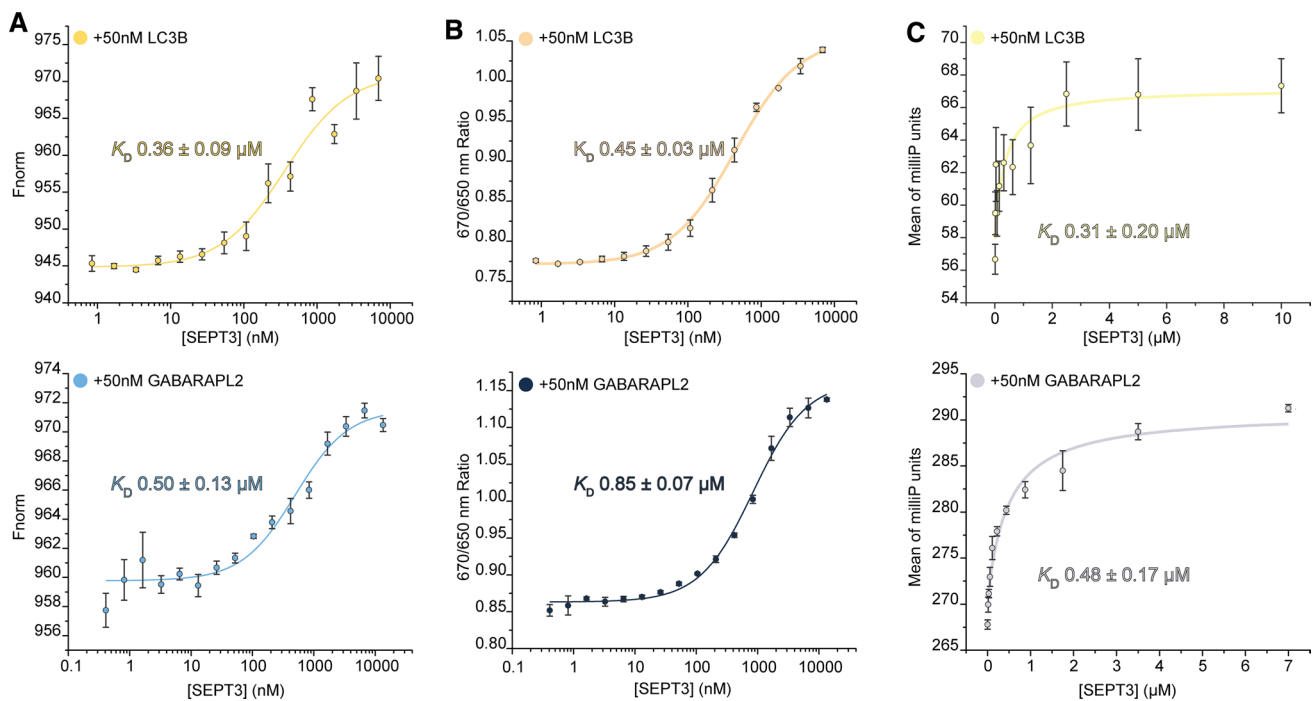 A
+50nM LC3B
975
970
965
960
955
950
945
940
Fnorm
K_D 0.36 ± 0.09 µM
1 10 100 1000 10000
[SEPT3] (nM)
B
+50nM LC3B
1.05
1.00
0.95
0.90
0.85
0.80
0.75
670/650 nm Ratio
K_D 0.45 ± 0.03 µM
1 10 100 1000 10000
[SEPT3] (nM)
C
+50nM LC3B
70
68
66
64
62
60
58
56
54
Mean of milliP units
K_D 0.31 ± 0.20 µM
0 2 4 6 8 10
[SEPT3] (µM)
+50nM GABARAPL2
974
972
970
968
966
964
962
960
958
956
Fnorm
K_D 0.50 ± 0.13 µM
0.1 1 10 100 1000 10000
[SEPT3] (nM)
+50nM GABARAPL2
1.15
1.10
1.05
1.00
0.95
0.90
0.85
0.80
670/650 nm Ratio
K_D 0.85 ± 0.07 µM
0.1 1 10 100 1000 10000
[SEPT3] (nM)
+50nM GABARAPL2
295
290
285
280
275
270
265
Mean of milliP units
K_D 0.48 ± 0.17 µM
0 1 2 3 4 5 6 7
[SEPT3] (µM)